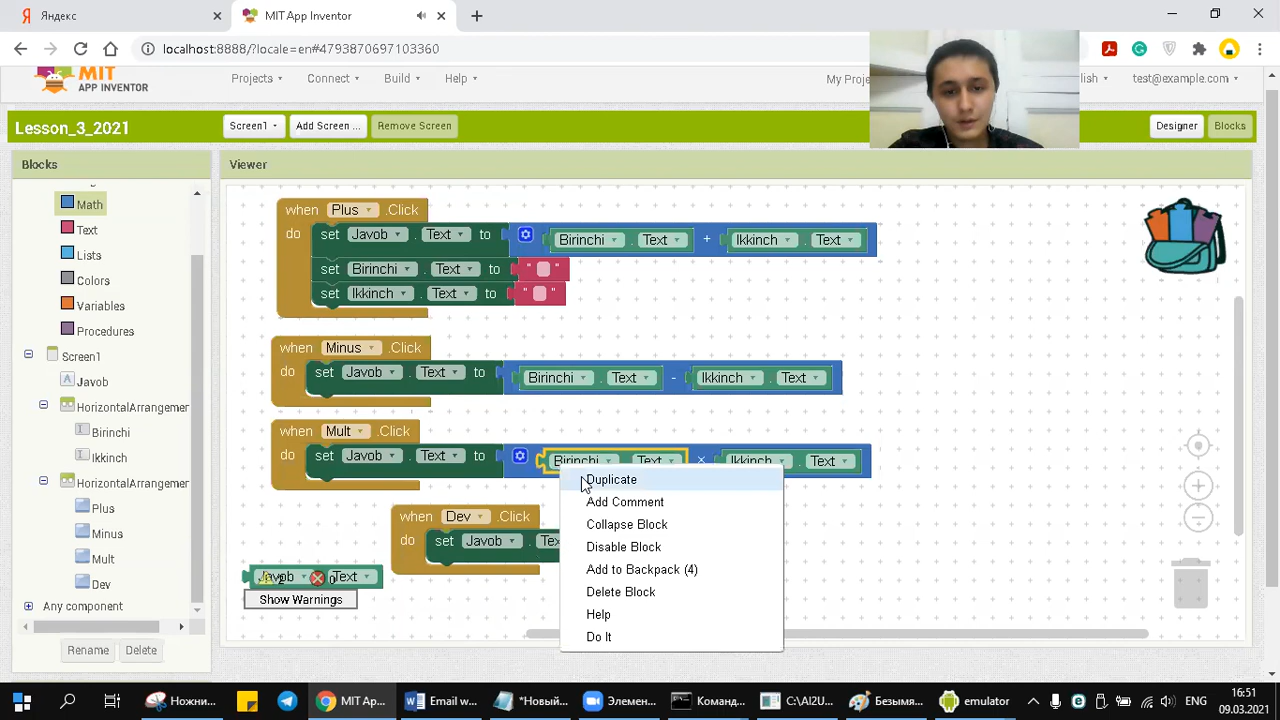 Яндекс
MIT App Inventor
localhost:8888/?locale=en#4793870697103360
MIT
APP INVENTOR
Projects
Connect
Build
Help
My Proj
test@example.com
Lesson_3_2021
Screen1
Add Screen ...
Remove Screen
Designer
Blocks
Blocks
Viewer
Math
Text
Lists
Colors
Variables
Procedures
Screen1
Javob
HorizontalArrangemer
Birinchi
Ikkinch
HorizontalArrangemer
Plus
Minus
Mult
Dev
Any component
Rename
Delete
when Plus .Click
do set Javob . Text to Birinchi . Text + Ikkinch . Text
set Birinchi . Text to " "
set Ikkinch . Text to " "
when Minus .Click
do set Javob . Text to Birinchi . Text - Ikkinch . Text
when Mult .Click
do set Javob . Text to Birinchi . Text × Ikkinch . Text
when Dev .Click
do set Javob . Tex
Javob . Text
2 0
Show Warnings
Duplicate
Add Comment
Collapse Block
Disable Block
Add to Backpack (4)
Delete Block
Help
Do It
Ножни...
MIT Ap...
Email w...
*Новый...
Элемен...
Команд...
C:\AI2U...
Безымя...
emulator
ENG
16:51
09.03.2021